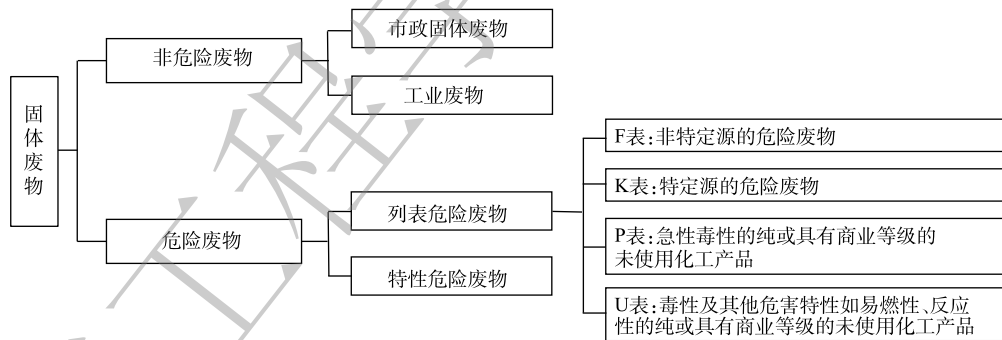 固体废物
非危险废物
市政固体废物
工业废物
危险废物
列表危险废物
特性危险废物
F表:非特定源的危险废物
K表:特定源的危险废物
P表:急性毒性的纯或具有商业等级的
未使用化工产品
U表:毒性及其他危害特性如易燃性、反应
性的纯或具有商业等级的未使用化工产品
工程学